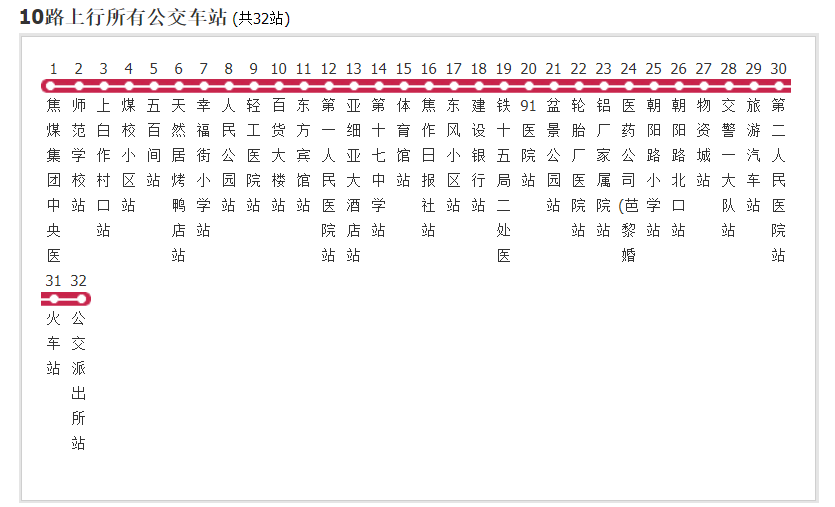 10路上行所有公交车站 (共32站)
1 2 3 4 5 6 7 8 9 10 11 12 13 14 15 16 17 18 19 20 21 22 23 24 25 26 27 28 29 30
焦煤集团中央医
师范学校站
上白作村口站
煤校小区站
五百间站
天然居烤鸭店站
幸福街小学站
人民公园站
轻工医院站
百货大楼站
东方宾馆站
第一人民医院站
亚细亚大酒店站
第十七中学站
体育馆站
焦作日报社站
东风小区站
建设银行站
铁十五局二处医
91医院站
盆景公园站
轮胎厂医院站
铝厂家属院站
医药公司(芭黎婚
朝阳路小学站
朝阳路北口站
物资城站
交警一大队站
旅游汽车站
第二人民医院站
31 32
火车站
公交派出所站